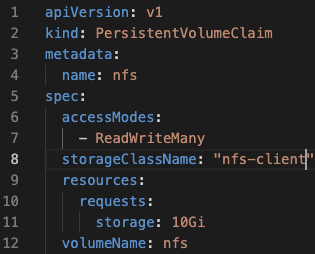 1 apiVersion: v1
2 kind: PersistentVolumeClaim
3 metadata:
4   name: nfs
5 spec:
6   accessModes:
7     - ReadWriteMany
8   storageClassName: "nfs-client"
9   resources:
10     requests:
11       storage: 10Gi
12   volumeName: nfs